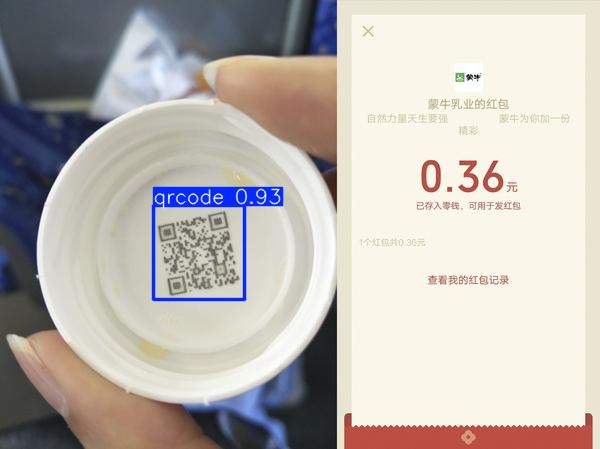 qrcode 0.93
蒙牛
蒙牛乳业的红包
自然力量天生要强 蒙牛为你加一份
精彩
0.36元
已存入零钱，可用于发红包
1个红包共0.36元
查看我的红包记录